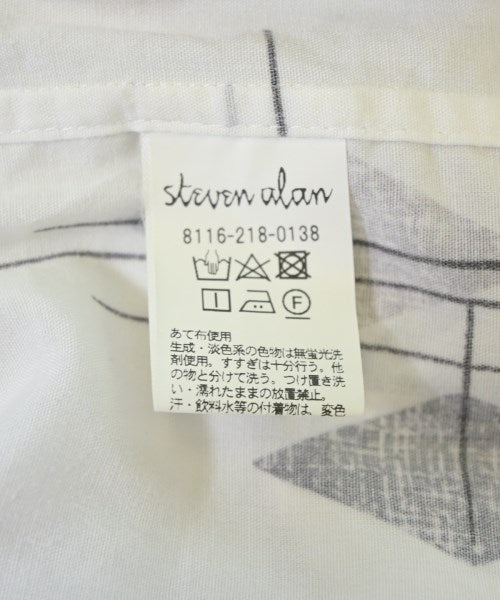 steven alan
8116-218-0138
F
あて布使用
生成・淡色系の色物は無蛍光洗
剤使用。すすぎは十分行う。他
の物と分けて洗う。つけ置き洗
い・濡れたままの放置禁止。
汗・飲料水等の付着物は、変色